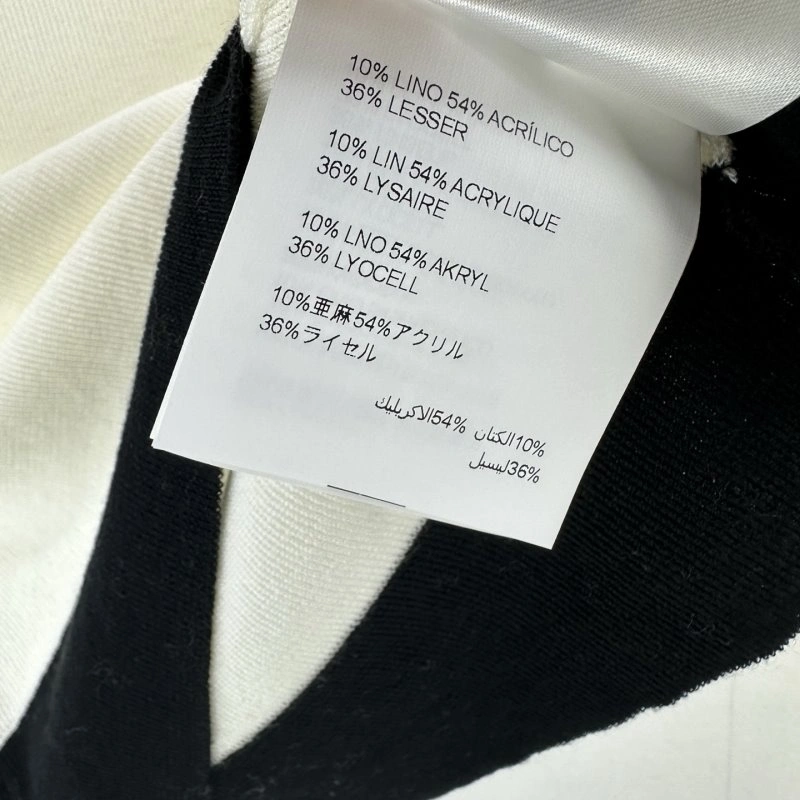 10% LINO 54% ACRÍLICO
36% LESSER
10% LIN 54% ACRYLIQUE
36% LYSAIRE
10% LNO 54% AKRYL
36% LYOCELL
10%亜麻54%アクリル
36%ライセル
10%الكتان 54%الاكريليك
36%ليسيل